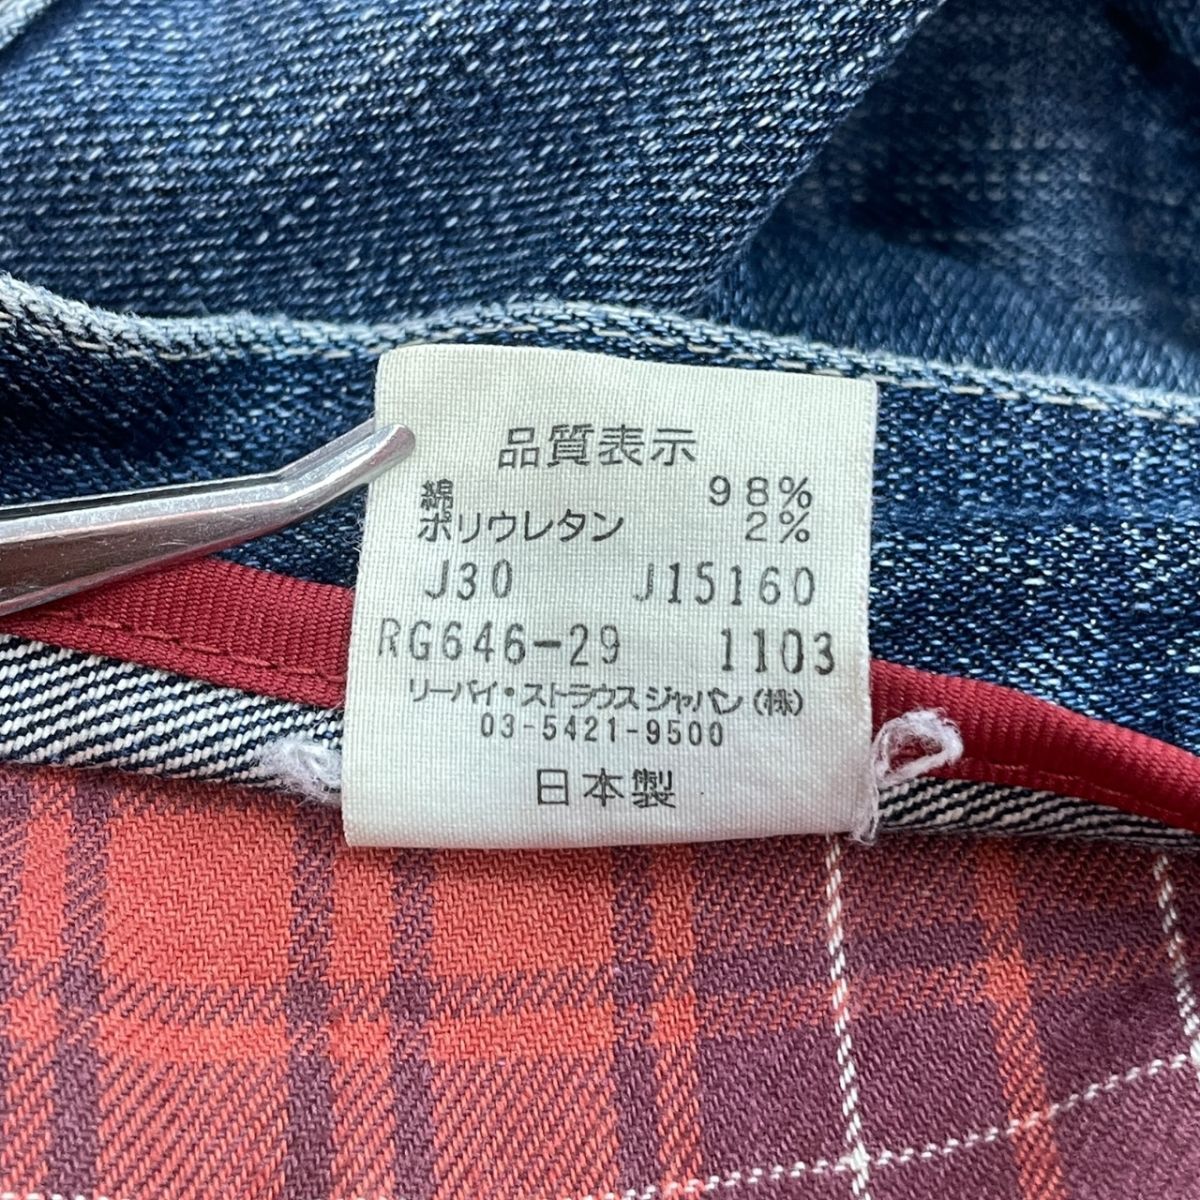 品質表示
綿 98%
ポリウレタン 2%
J30 J15160
RG646-29 1103
リーバイ・ストラウスジャパン(株)
03-5421-9500
日本製